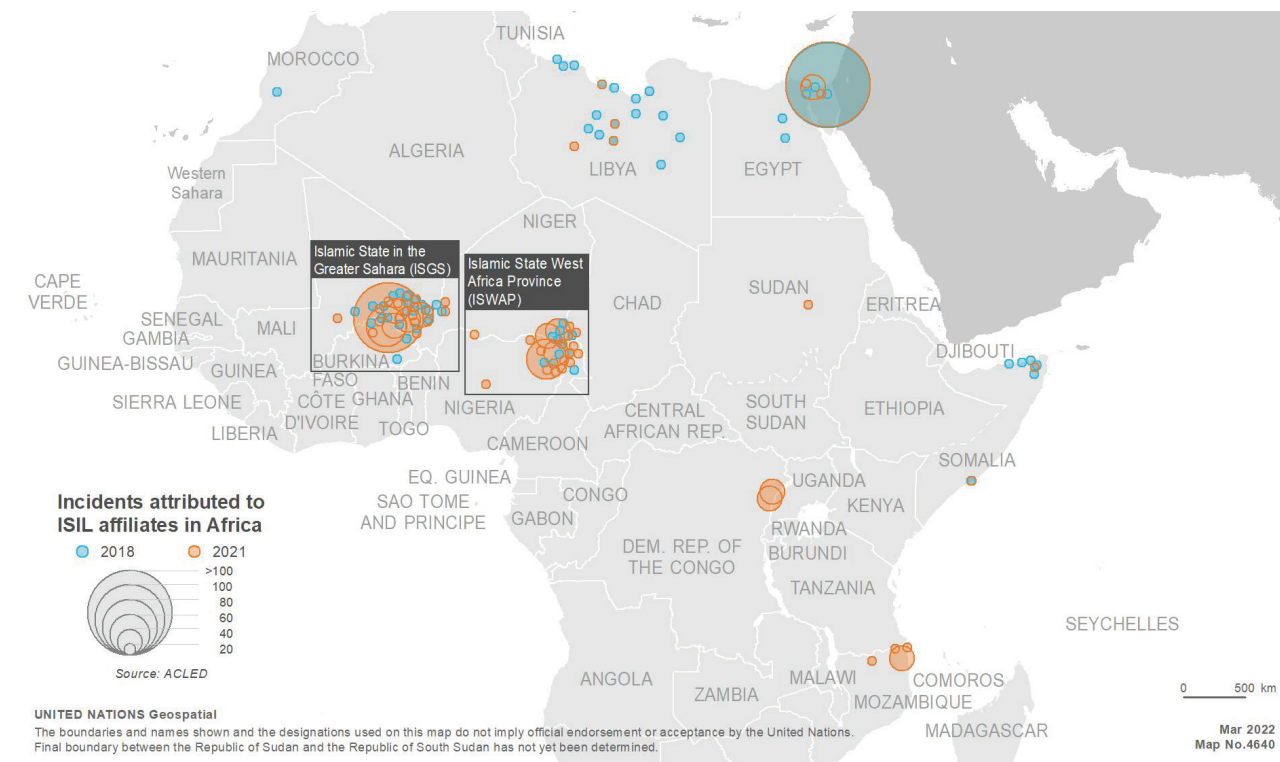 TUNISIA
MOROCCO
ALGERIA
LIBYA
EGYPT
Western
Sahara
NIGER
MAURITANIA
Islamic State in the
Greater Sahara (ISGS)
Islamic State West
Africa Province
(ISWAP)
CAPE
VERDE
CHAD
SUDAN
ERITREA
SENEGAL
GAMBIA
MALI
GUINEA-BISSAU
GUINEA
BURKINA
FASO
BENIN
DJIBOUTI
SIERRA LEONE
CÔTE
D'IVOIRE
GHANA
NIGERIA
LIBERIA
TOGO
CENTRAL
AFRICAN REP.
SOUTH
SUDAN
ETHIOPIA
CAMEROON
SOMALIA
EQ. GUINEA
UGANDA
SAO TOME
AND PRINCIPE
CONGO
KENYA
GABON
RWANDA
DEM. REP. OF
THE CONGO
BURUNDI
TANZANIA
SEYCHELLES
ANGOLA
ZAMBIA
MALAWI
COMOROS
MOZAMBIQUE
MADAGASCAR
Incidents attributed to
ISIL affiliates in Africa
2018 2021
>100
100
80
60
40
20
Source: ACLED
0 500 km
UNITED NATIONS Geospatial
The boundaries and names shown and the designations used on this map do not imply official endorsement or acceptance by the United Nations.
Final boundary between the Republic of Sudan and the Republic of South Sudan has not yet been determined.
Mar 2022
Map No.4640